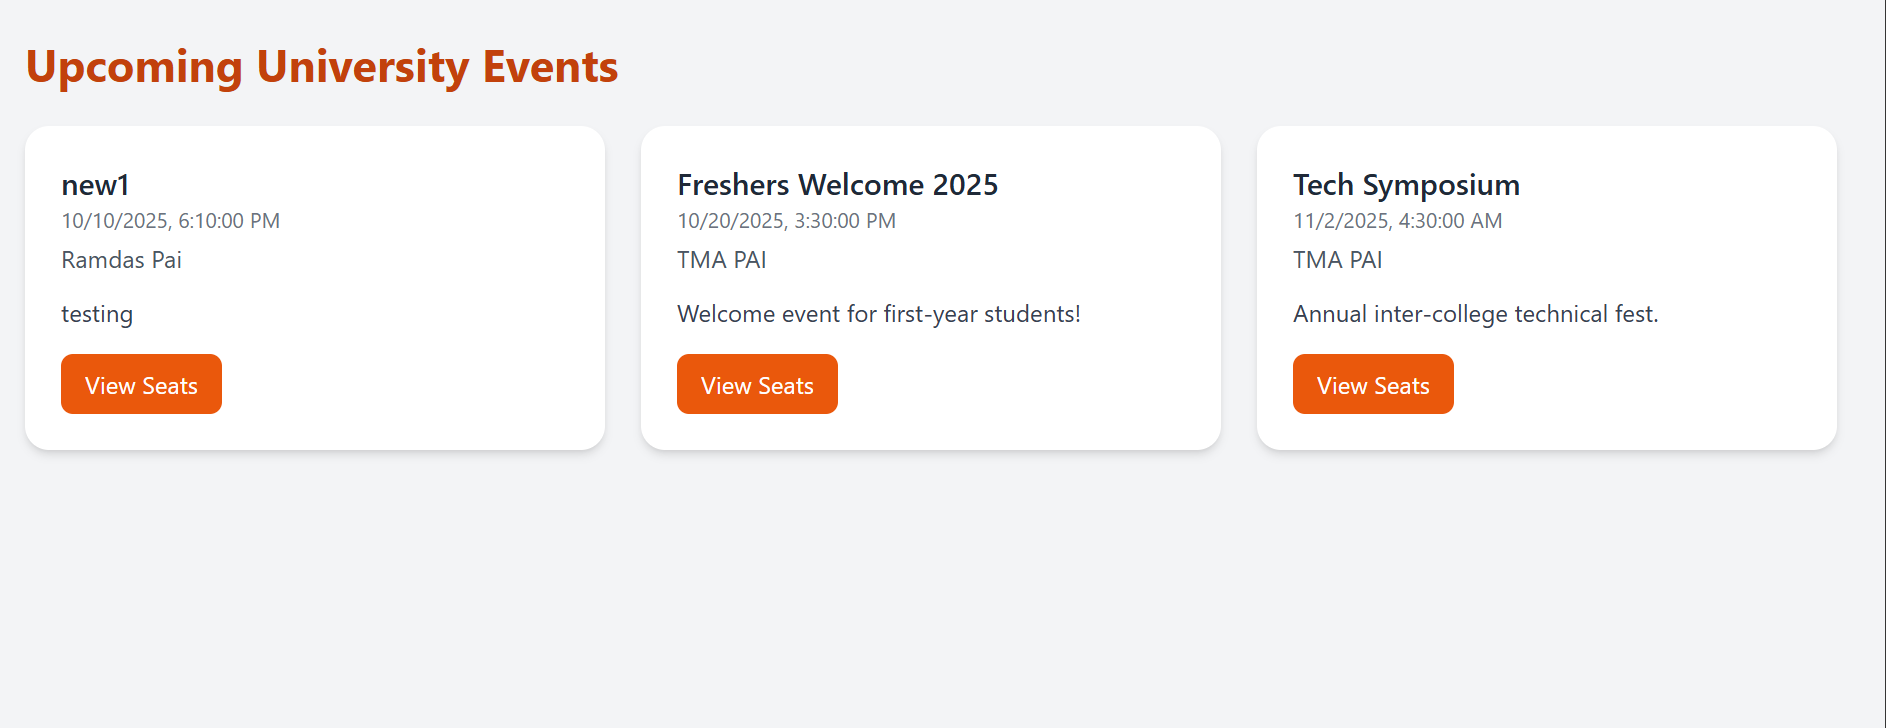 Upcoming University Events
new1
10/10/2025, 6:10:00 PM
Ramdas Pai
testing
View Seats
Freshers Welcome 2025
10/20/2025, 3:30:00 PM
TMA PAI
Welcome event for first-year students!
View Seats
Tech Symposium
11/2/2025, 4:30:00 AM
TMA PAI
Annual inter-college technical fest.
View Seats